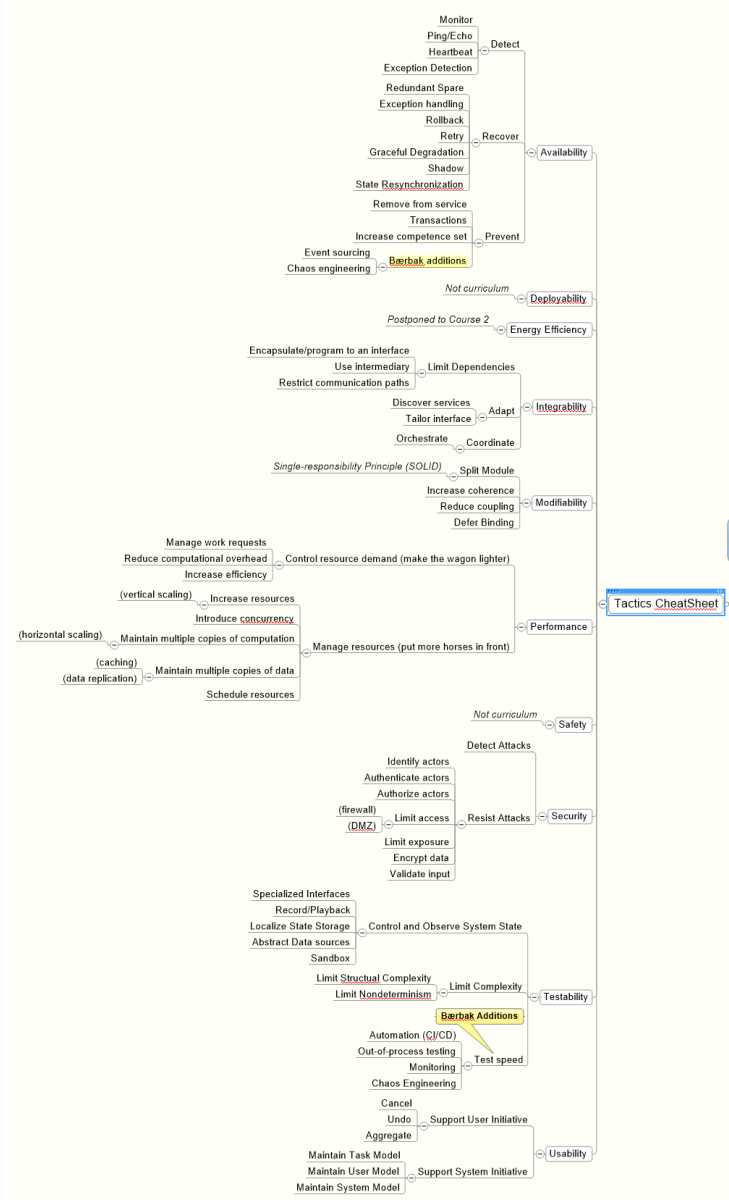 Monitor
Ping/Echo
Heartbeat
Exception Detection
Detect
Redundant Spare
Exception handling
Rollback
Retry
Graceful Degradation
Shadow
State Resynchronization
Recover
Availability
Remove from service
Transactions
Increase competence set
Event sourcing
Chaos engineering
Bærbak additions
Prevent
Not curriculum
Deployability
Postponed to Course 2
Energy Efficiency
Encapsulate/program to an interface
Use intermediary
Restrict communication paths
Limit Dependencies
Discover services
Tailor interface
Adapt
Integrability
Orchestrate
Coordinate
Single-responsibility Principle (SOLID)
Split Module
Increase coherence
Reduce coupling
Defer Binding
Modifiability
Manage work requests
Reduce computational overhead
Increase efficiency
Control resource demand (make the wagon lighter)
(vertical scaling)
Increase resources
Introduce concurrency
(horizontal scaling)
Maintain multiple copies of computation
(caching)
(data replication)
Maintain multiple copies of data
Schedule resources
Manage resources (put more horses in front)
Performance
Tactics CheatSheet
Not curriculum
Safety
Detect Attacks
Identify actors
Authenticate actors
Authorize actors
(firewall)
(DMZ)
Limit access
Limit exposure
Encrypt data
Validate input
Resist Attacks
Security
Specialized Interfaces
Record/Playback
Localize State Storage
Abstract Data sources
Sandbox
Control and Observe System State
Limit Structual Complexity
Limit Nondeterminism
Limit Complexity
Testability
Bærbak Additions
Automation (CI/CD)
Out-of-process testing
Monitoring
Chaos Engineering
Test speed
Cancel
Undo
Aggregate
Support User Initiative
Maintain Task Model
Maintain User Model
Maintain System Model
Support System Initiative
Usability